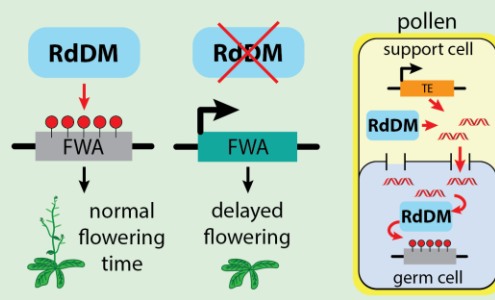 RdDM
FWA
normal
flowering
time
RdDM
FWA
delayed
flowering
pollen
support cell
TE
RdDM
RdDM
germ cell